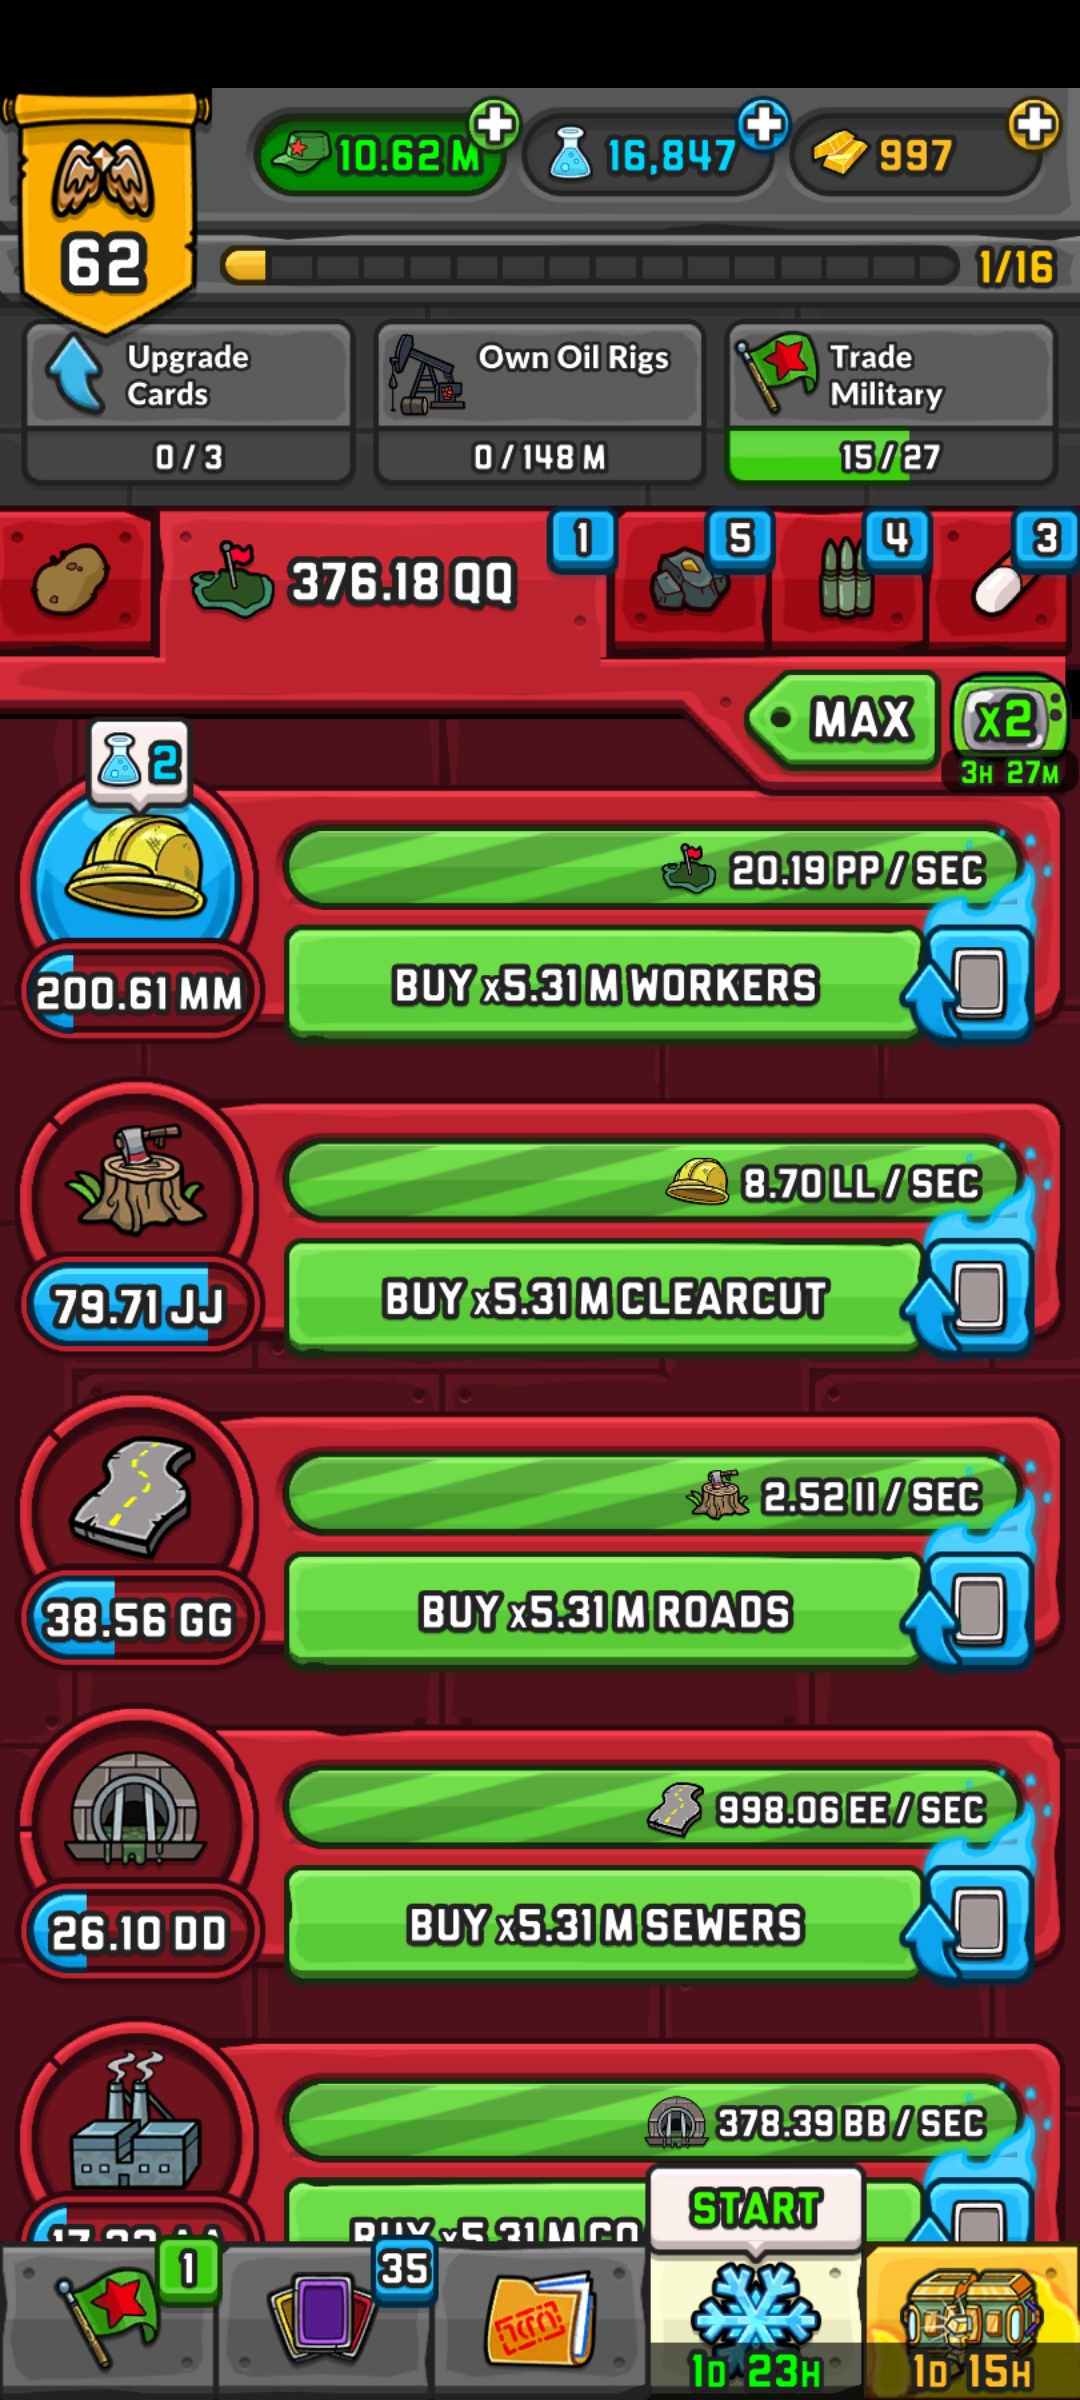 10.62 M
16,847
997
62
1/16
Upgrade
Cards
0/3
Own Oil Rigs
0/148 M
Trade
Military
15/27
376.18 QQ
1
5
4
3
MAX
x2
3H 27M
2
20.19 PP/SEC
200.61 MM
BUY x5.31 M WORKERS
8.70 LL/SEC
79.71 JJ
BUY x5.31 M CLEARCUT
2.52 II/SEC
38.56 GG
BUY x5.31 M ROADS
998.06 EE/SEC
26.10 DD
BUY x5.31 M SEWERS
378.39 BB/SEC
BUY x5.31 M
START
1
35
1D 23H
1D 15H